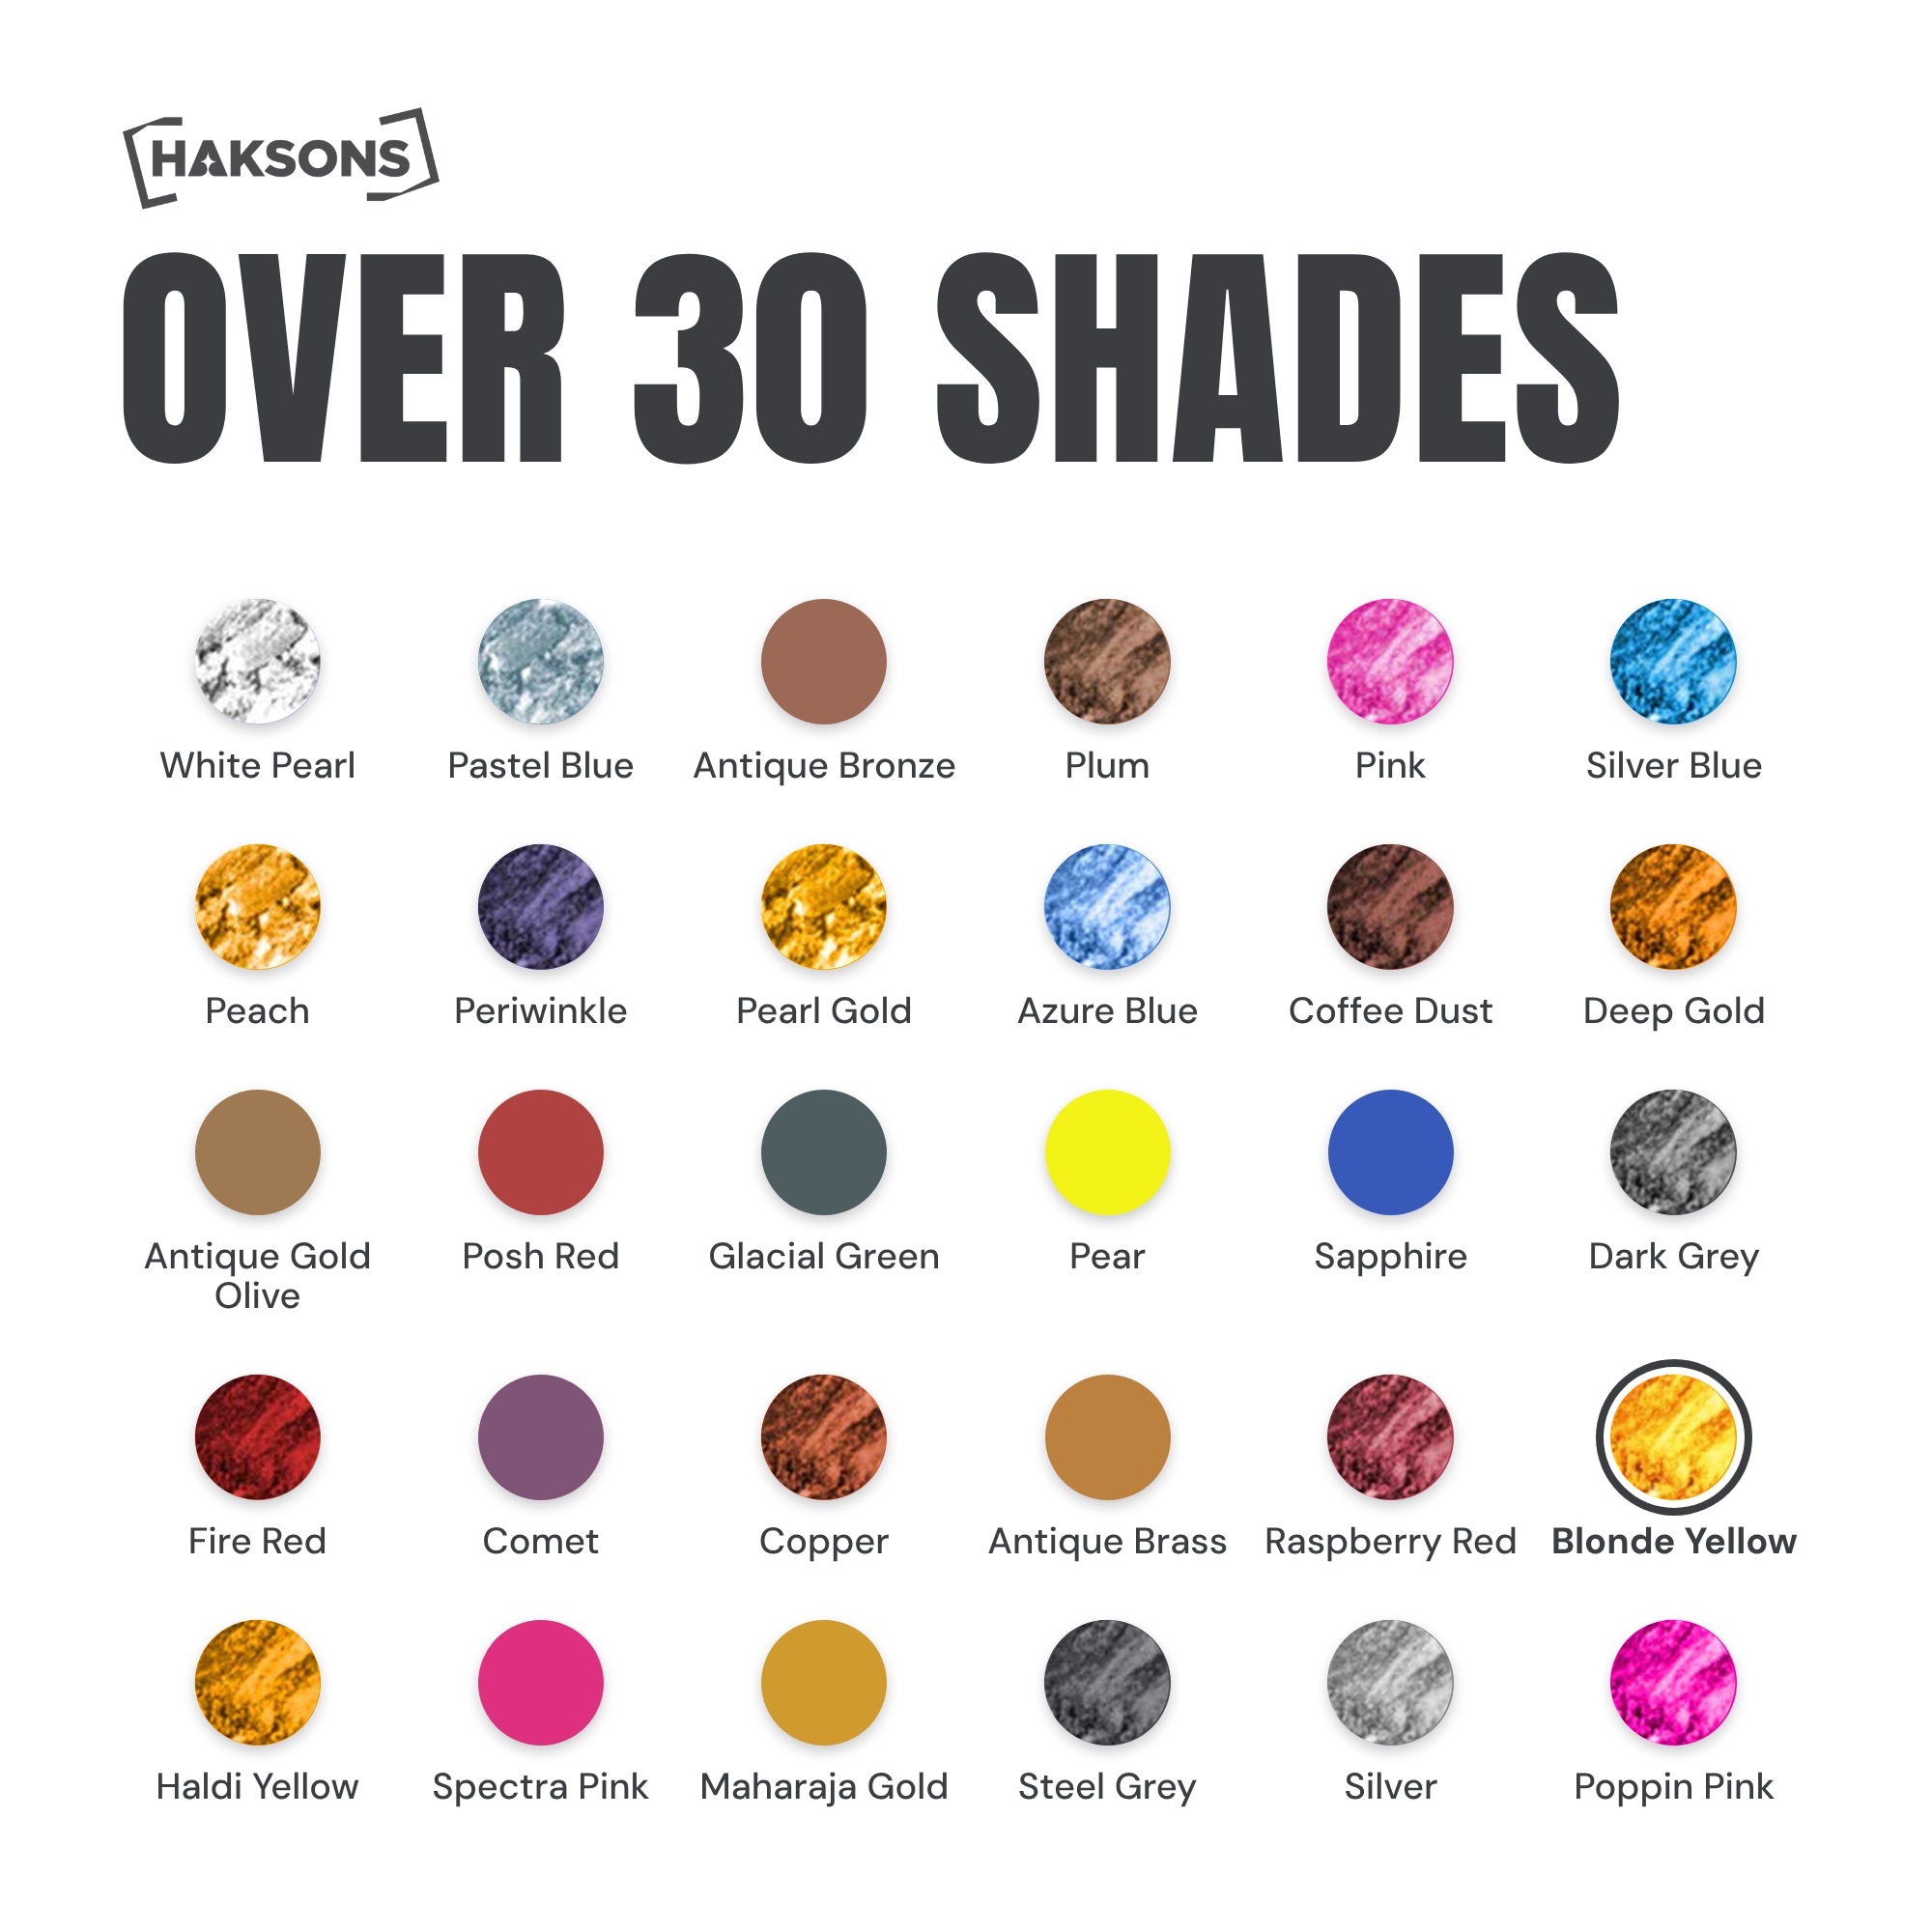 HAKSONS
OVER 30 SHADES
White Pearl
Pastel Blue
Antique Bronze
Plum
Pink
Silver Blue
Peach
Periwinkle
Pearl Gold
Azure Blue
Coffee Dust
Deep Gold
Antique Gold
Olive
Posh Red
Glacial Green
Pear
Sapphire
Dark Grey
Fire Red
Comet
Copper
Antique Brass
Raspberry Red
Blonde Yellow
Haldi Yellow
Spectra Pink
Maharaja Gold
Steel Grey
Silver
Poppin Pink